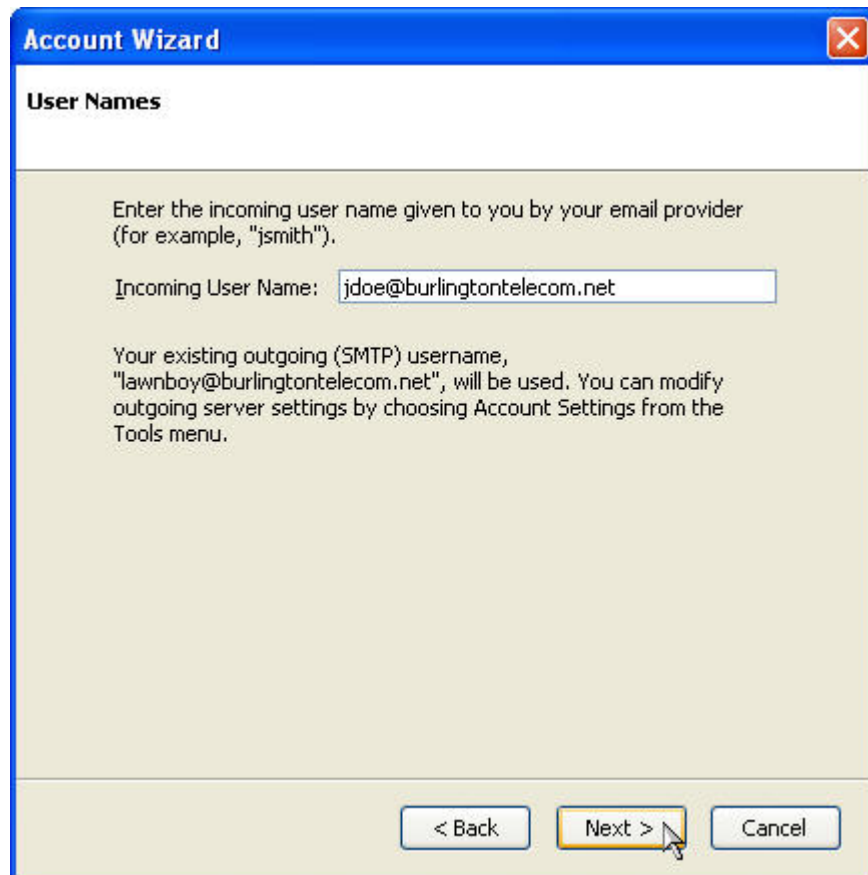 Account Wizard
User Names
Enter the incoming user name given to you by your email provider
(for example, "jsmith").
Incoming User Name: jdoe@burlingtontelecom.net
Your existing outgoing (SMTP) username,
"lawnboy@burlingtontelecom.net", will be used. You can modify
outgoing server settings by choosing Account Settings from the
Tools menu.
< Back Next > Cancel